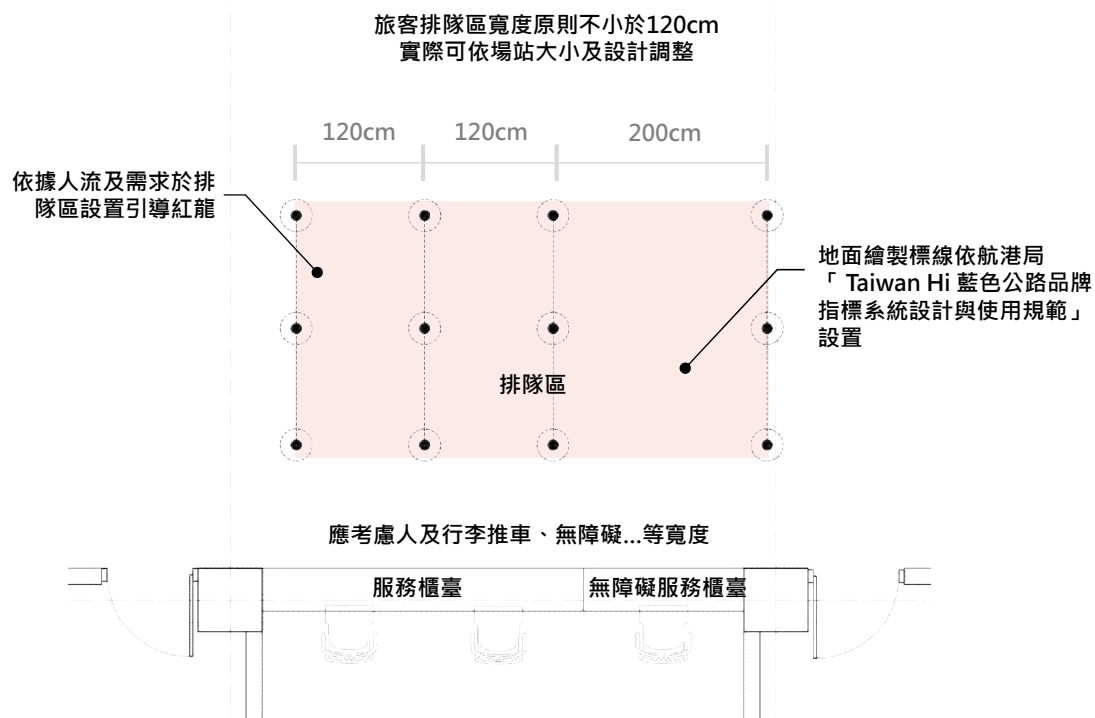 旅客排隊區寬度原則不小於120cm
實際可依場站大小及設計調整
120cm
120cm
200cm
依據人流及需求於排
隊區設置引導紅龍
地面繪製標線依航港局
「 Taiwan Hi 藍色公路品牌
指標系統設計與使用規範」
設置
排隊區
應考慮人及行李推車、無障礙...等寬度
服務櫃臺
無障礙服務櫃臺